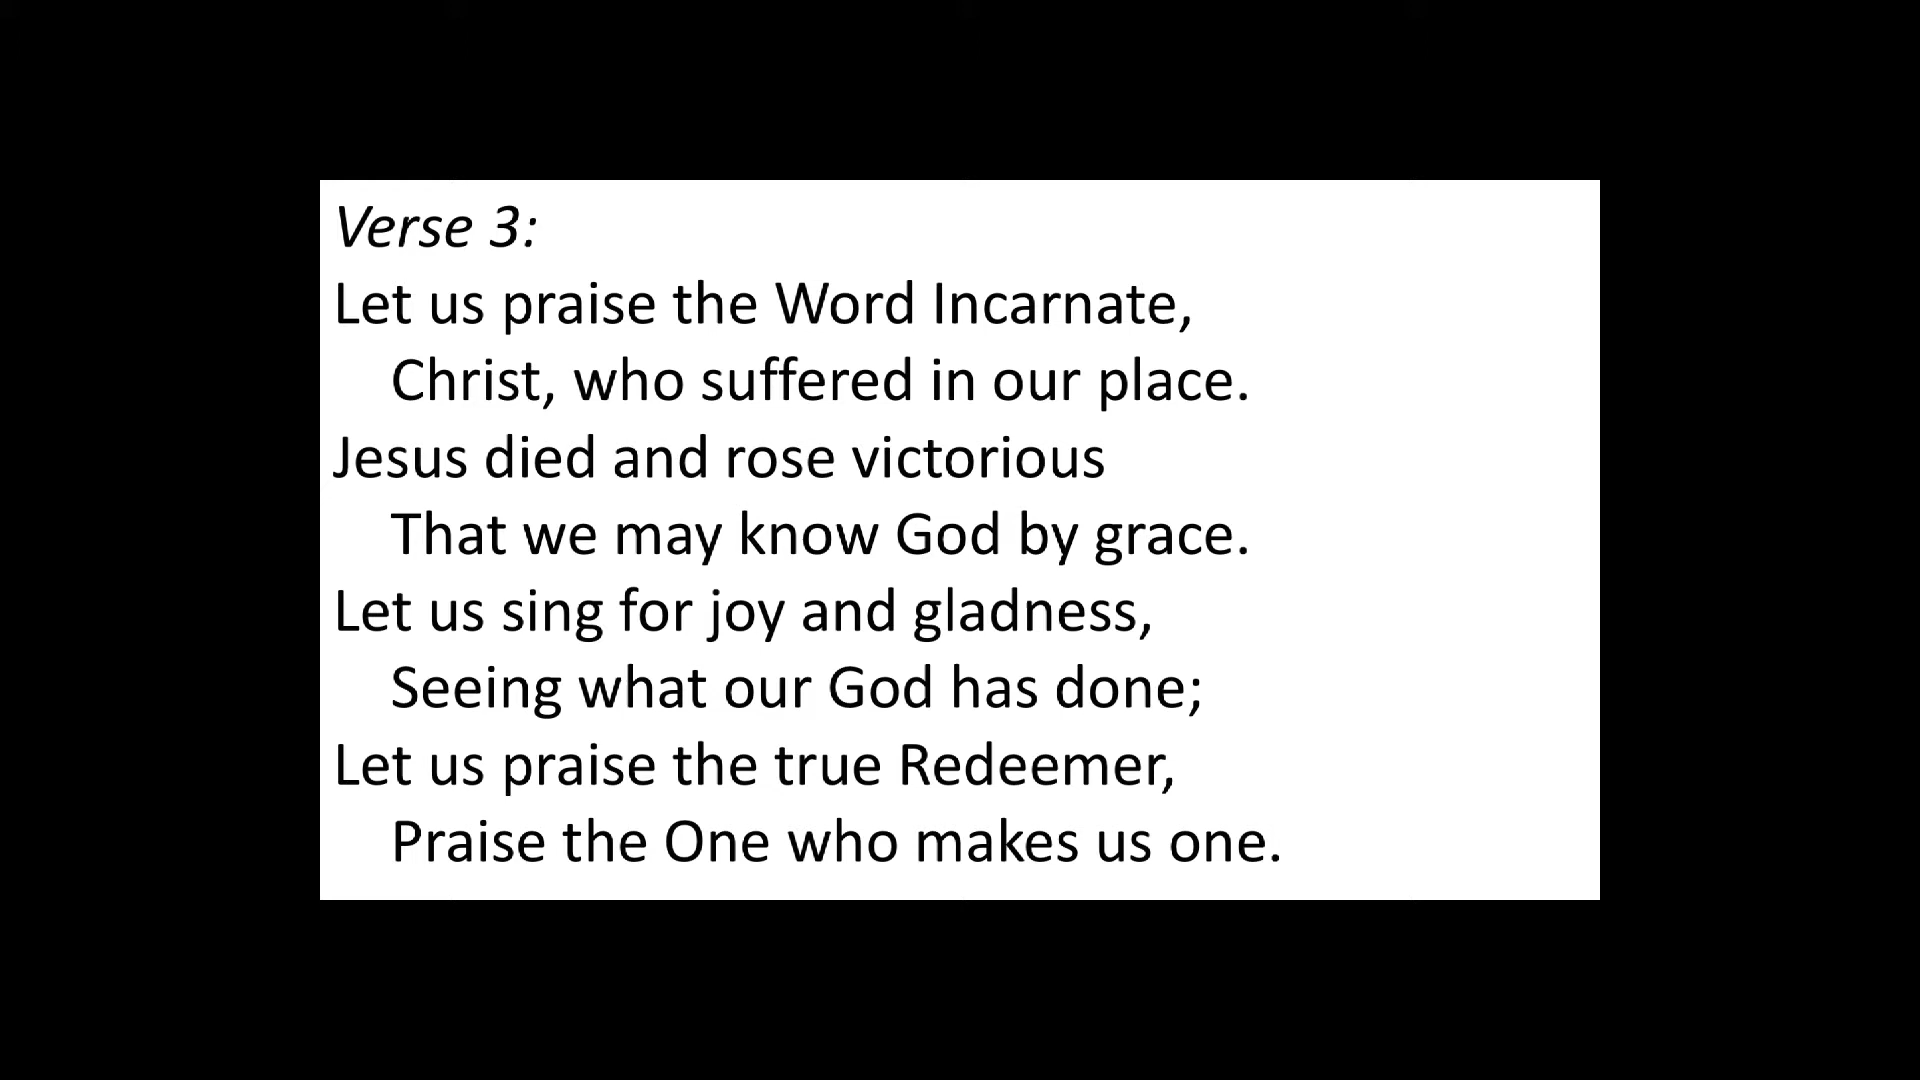 Verse 3:
Let us praise the Word Incarnate,
Christ, who suffered in our place.
Jesus died and rose victorious
That we may know God by grace.
Let us sing for joy and gladness,
Seeing what our God has done;
Let us praise the true Redeemer,
Praise the One who makes us one.